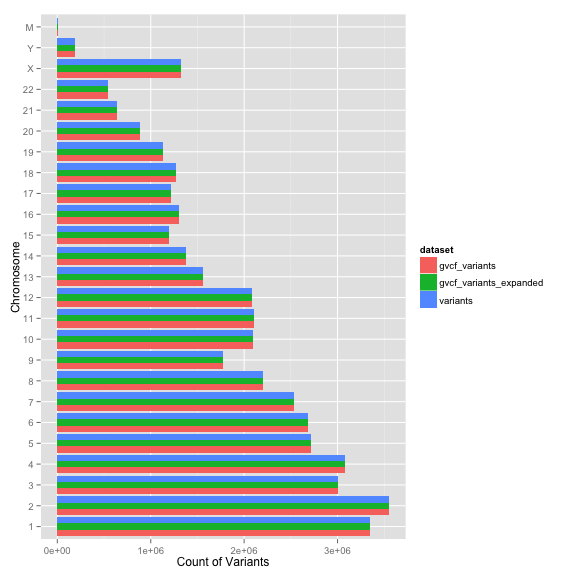 M
Y
X
22
21
20
19
18
17
16
15
14
13
12
11
10
9
8
7
6
5
4
3
2
1
Chromosome
0e+00 1e+06 2e+06 3e+06
Count of Variants
dataset
gvcf_variants
gvcf_variants_expanded
variants